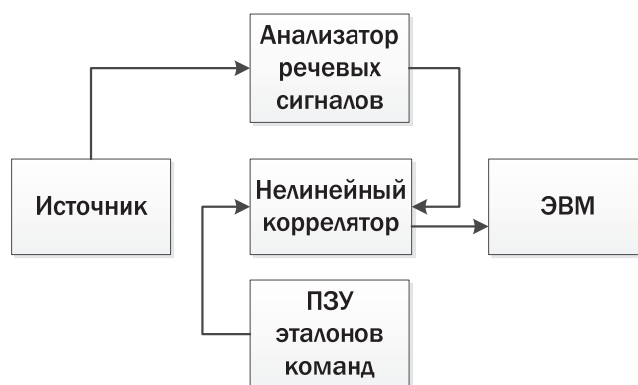 Анализатор
речевых
сигналов
Источник
Нелинейный
коррелятор
ЭВМ
ПЗУ
эталонов
команд